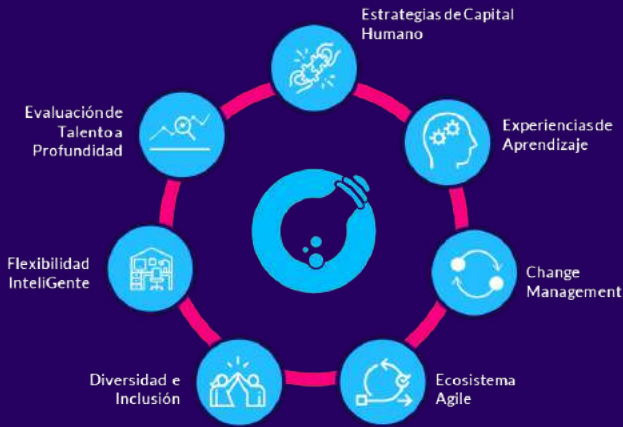 Estrategias de Capital
Humano
Experiencias de
Aprendizaje
Change
Management
Ecosistema
Agile
Diversidad e
Inclusión
Flexibilidad
InteliGente
Evaluación de
Talento a
Profundidad